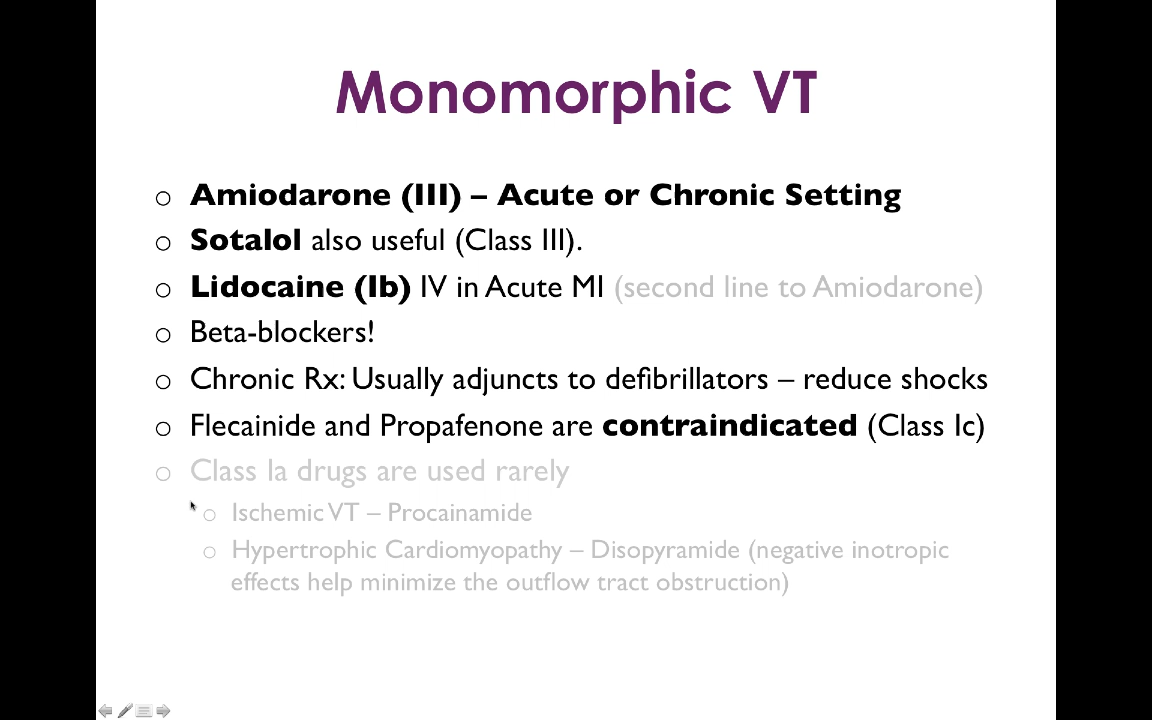 Monomorphic VT
Amiodarone (III) – Acute or Chronic Setting
Sotalol also useful (Class III).
Lidocaine (Ib) IV in Acute MI (second line to Amiodarone)
Beta-blockers!
Chronic Rx: Usually adjuncts to defibrillators – reduce shocks
Flecainide and Propafenone are contraindicated (Class Ic)
Class Ia drugs are used rarely
Ischemic VT – Procainamide
Hypertrophic Cardiomyopathy – Disopyramide (negative inotropic
effects help minimize the outflow tract obstruction)